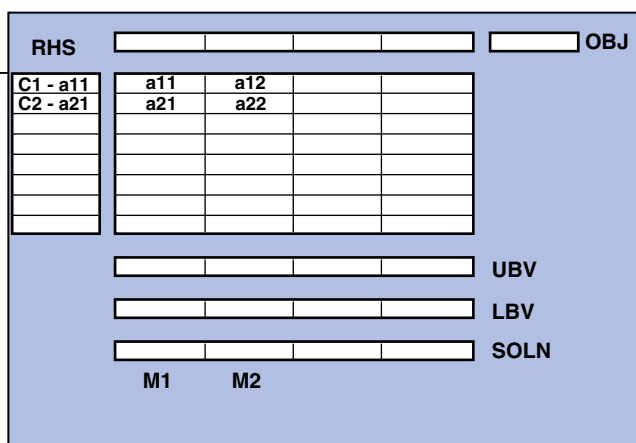 RHS OBJ
C1 - a11 a11 a12
C2 - a21 a21 a22
UBV
LBV
SOLN
M1 M2